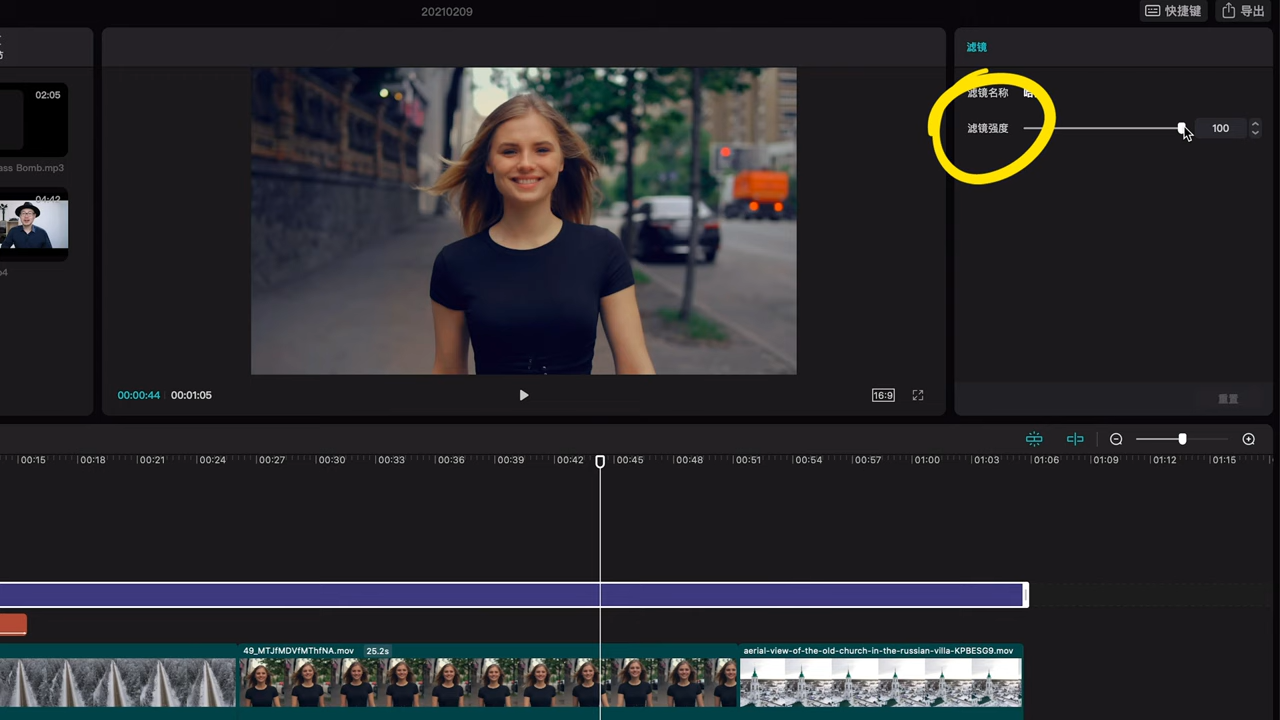 20210209
快捷键
导出
滤镜
02:05
滤镜名称
滤镜强度
100
ass Bomb.mp3
04:42
p4
00:00:44
00:01:05
16:9
重置
00:15 00:18 00:21 00:24 00:27 00:30 00:33 00:36 00:39 00:42 00:45 00:48 00:51 00:54 00:57 01:00 01:03 01:06 01:09 01:12 01:15
49_MTJfMDVfMThfNA.mov 25.2s
aerial-view-of-the-old-church-in-the-russian-villa-KPBESG9.mov